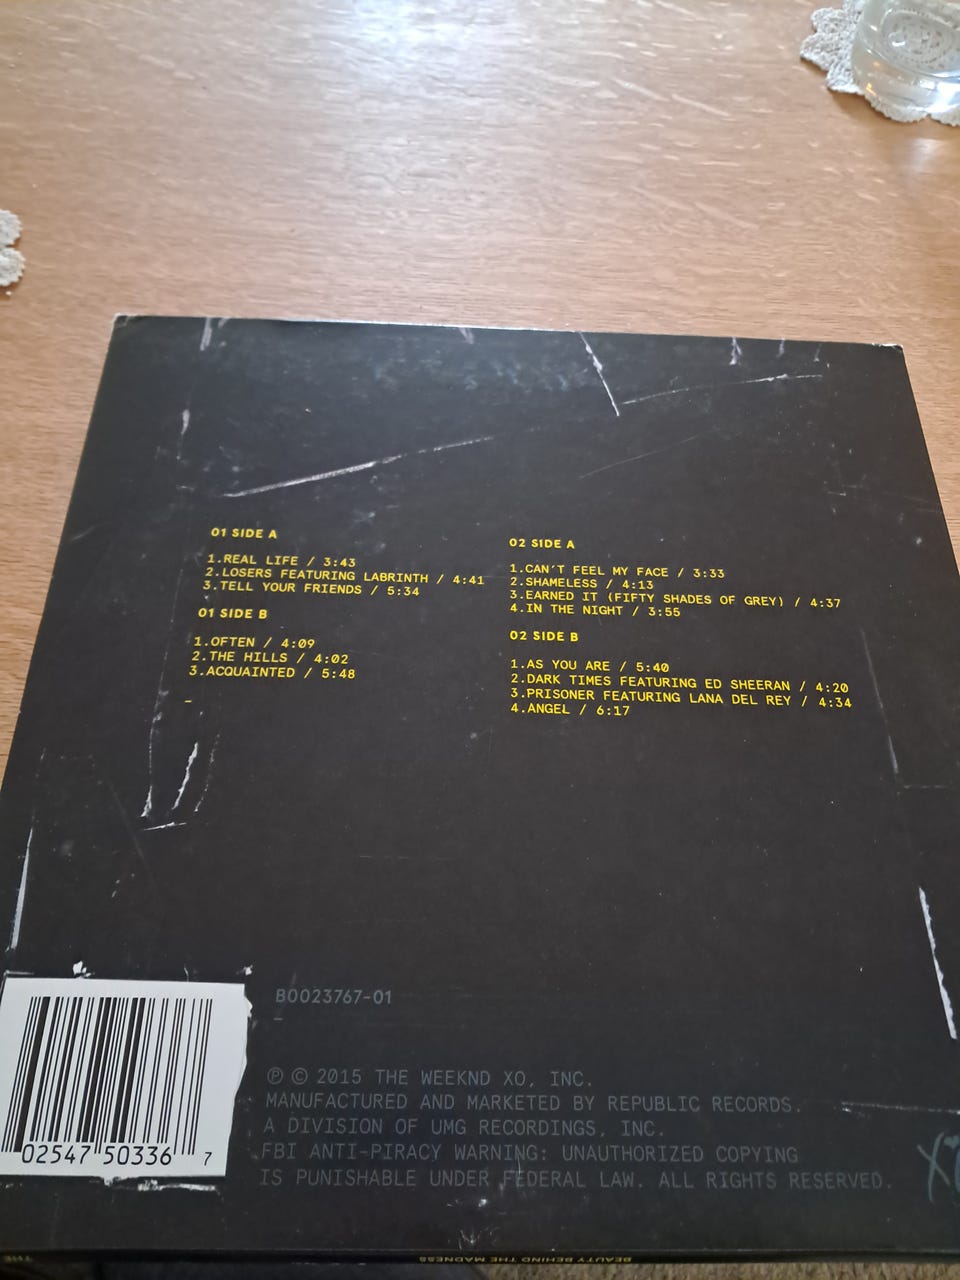 01 SIDE A
1.REAL LIFE / 3:43
2.LOSERS FEATURING LABRINTH / 4:41
3.TELL YOUR FRIENDS / 5:34
01 SIDE B
1.OFTEN / 4:09
2.THE HILLS / 4:02
3.ACQUAINTED / 5:48
–
02 SIDE A
1.CAN'T FEEL MY FACE / 3:33
2.SHAMELESS / 4:13
3.EARNED IT (FIFTY SHADES OF GREY) / 4:37
4.IN THE NIGHT / 3:55
02 SIDE B
1.AS YOU ARE / 5:40
2.DARK TIMES FEATURING ED SHEERAN / 4:20
3.PRISONER FEATURING LANA DEL REY / 4:34
4.ANGEL / 6:17
B0023767-01
–
02547 50336 7
℗ © 2015 THE WEEKND XO, INC.
MANUFACTURED AND MARKETED BY REPUBLIC RECORDS.
A DIVISION OF UMG RECORDINGS, INC.
FBI ANTI-PIRACY WARNING: UNAUTHORIZED COPYING
IS PUNISHABLE UNDER FEDERAL LAW. ALL RIGHTS RESERVED.
BEAUTY BEHIND THE MADNESS
THE